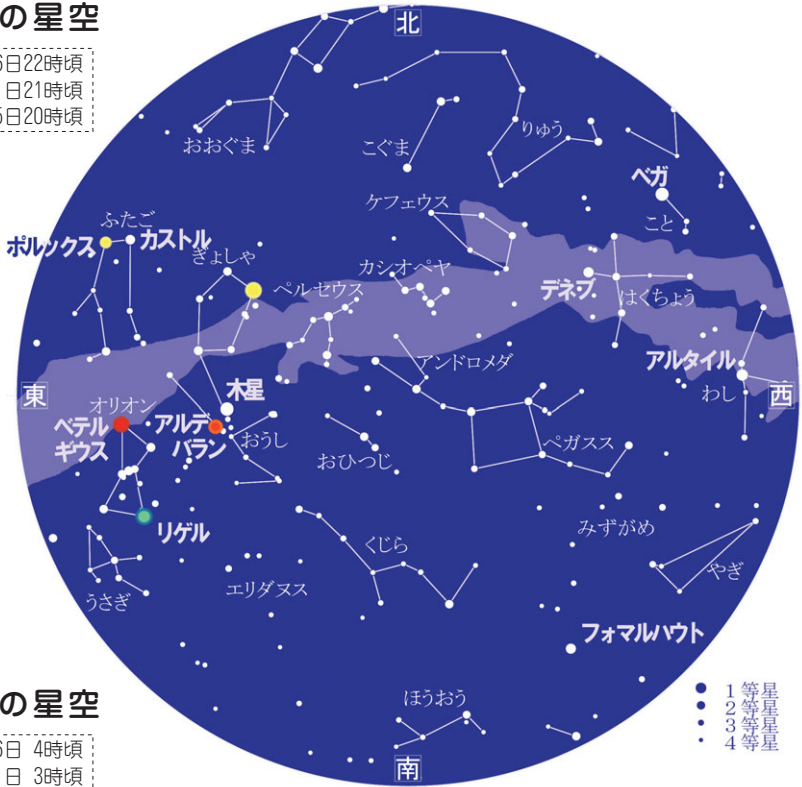 の星空
6日22時頃
日21時頃
5日20時頃
北
おおぐま
こぐま
りゅう
ベガ
こと
ケフェウス
ふたご
ポルックス
カストル
ぎょしゃ
カシオペヤ
ペルセウス
デネブ
はくちょう
アンドロメダ
アルタイル
わし
東
西
オリオン
木星
ベテル
ギウス
アルデ
バラン
おうし
おひつじ
ペガスス
リゲル
くじら
みずがめ
やぎ
うさぎ
エリダヌス
フォマルハウト
ほうおう
南
1等星
2等星
3等星
4等星
の星空
6日 4時頃
日 3時頃